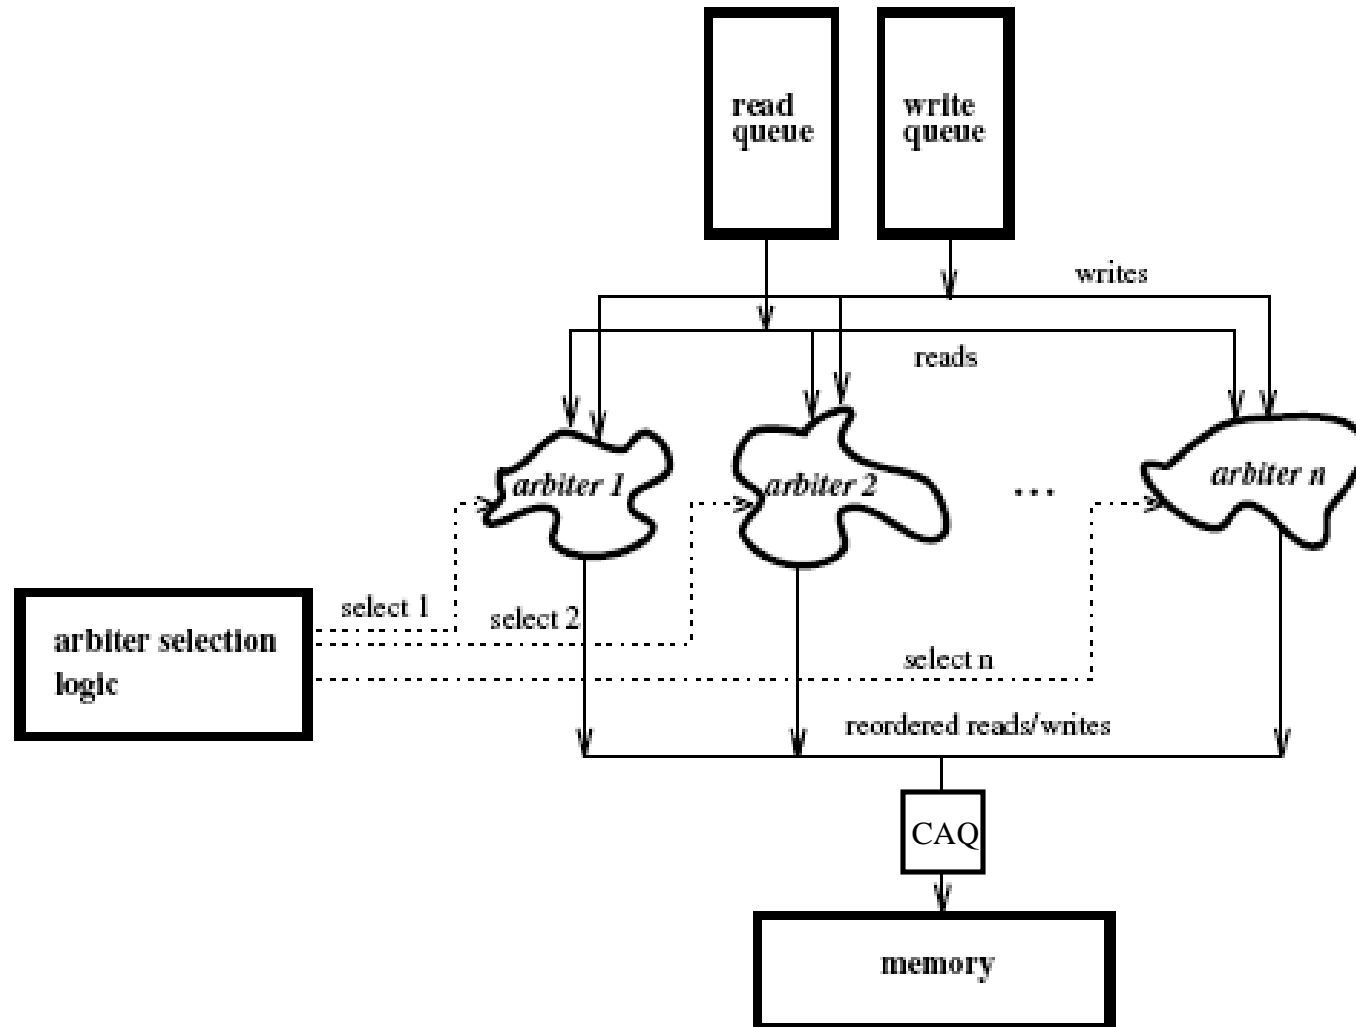 read
queue
write
queue
writes
reads
arbiter 1
arbiter 2
...
arbiter n
select 1
select 2
arbiter selection
logic
select n
reordered reads/writes
CAQ
memory